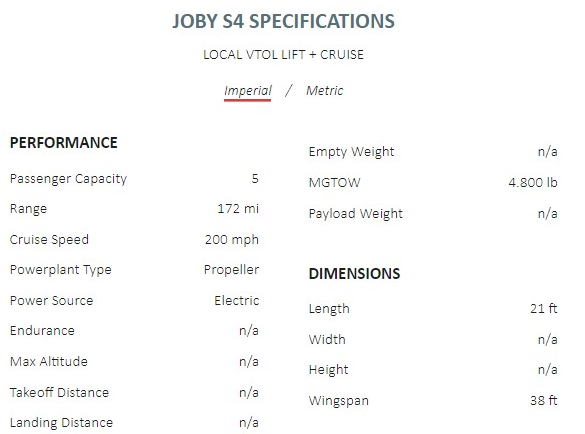 JOBY S4 SPECIFICATIONS
LOCAL VTOL LIFT + CRUISE
Imperial / Metric
PERFORMANCE
Passenger Capacity 5
Range 172 mi
Cruise Speed 200 mph
Powerplant Type Propeller
Power Source Electric
Endurance n/a
Max Altitude n/a
Takeoff Distance n/a
Landing Distance n/a
Empty Weight n/a
MGTOW 4.800 lb
Payload Weight n/a
DIMENSIONS
Length 21 ft
Width n/a
Height n/a
Wingspan 38 ft